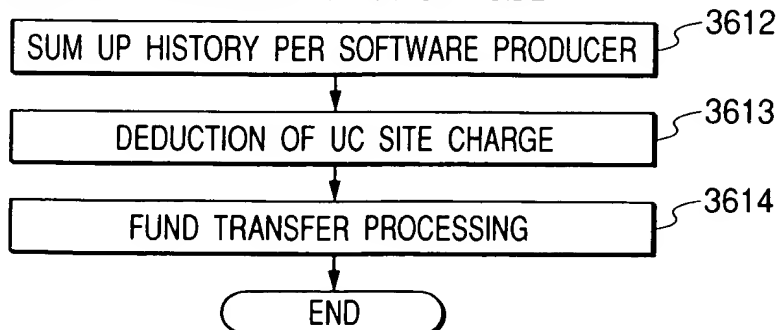 SUM UP HISTORY PER SOFTWARE PRODUCER
3612
DEDUCTION OF UC SITE CHARGE
3613
FUND TRANSFER PROCESSING
3614
END